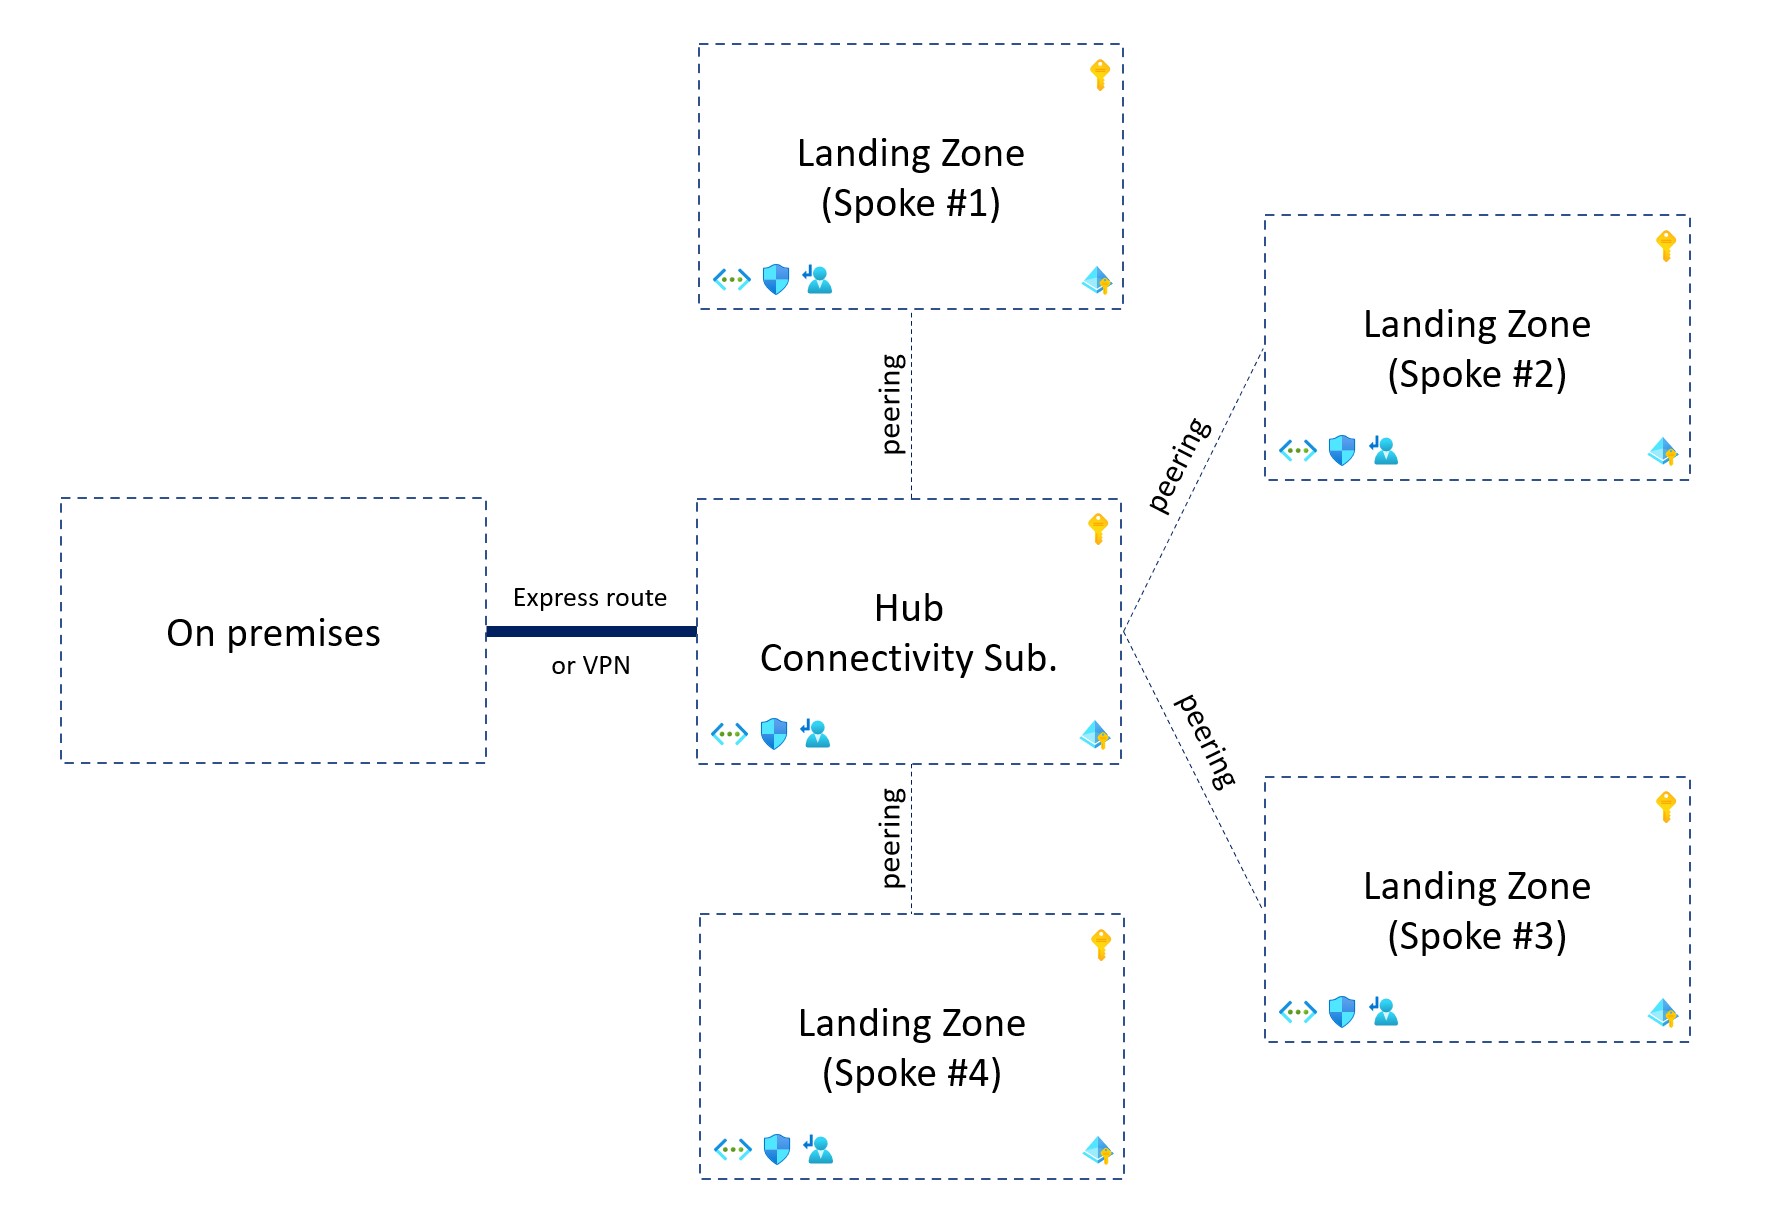 Landing Zone
(Spoke #1)
peering
Landing Zone
(Spoke #2)
peering
On premises
Express route
or VPN
Hub
Connectivity Sub.
peering
Landing Zone
(Spoke #3)
peering
Landing Zone
(Spoke #4)